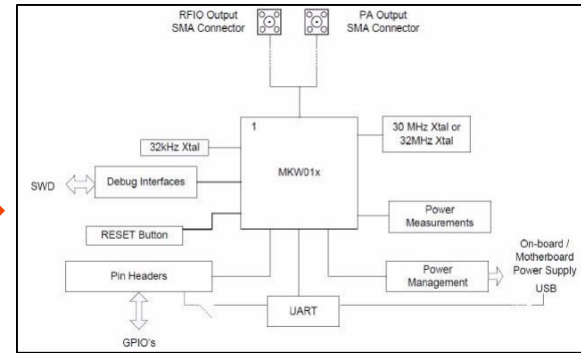 RFIO Output
SMA Connector
PA Output
SMA Connector
1
32kHz Xtal
30 MHz Xtal or
32MHz Xtal
MKW01x
SWD
Debug Interfaces
Power
Measurements
RESET Button
On-board /
Motherboard
Power Supply
USB
Pin Headers
Power
Management
UART
GPIO's